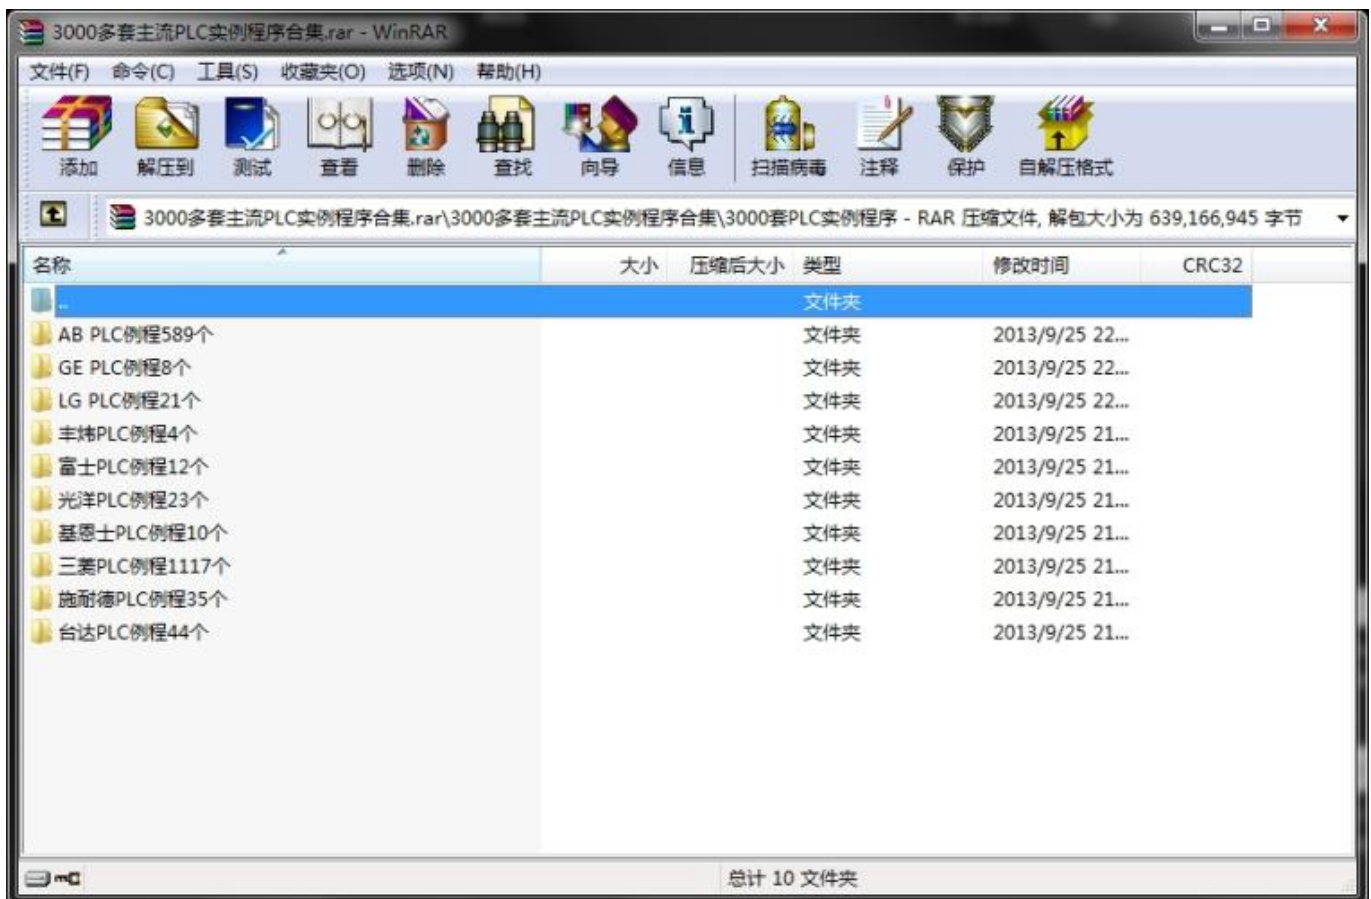 3000多套主流PLC实例程序合集.rar - WinRAR
文件(F) 命令(C) 工具(S) 收藏夹(O) 选项(N) 帮助(H)
添加 解压到 测试 查看 删除 查找 向导 信息 扫描病毒 注释 保护 自解压格式
3000多套主流PLC实例程序合集.rar\3000多套主流PLC实例程序合集\3000套PLC实例程序 - RAR 压缩文件, 解包大小为 639,166,945 字节
名称 大小 压缩后大小 类型 修改时间 CRC32
.. 文件夹
AB PLC例程589个 文件夹 2013/9/25 22...
GE PLC例程8个 文件夹 2013/9/25 22...
LG PLC例程21个 文件夹 2013/9/25 22...
丰炜PLC例程4个 文件夹 2013/9/25 21...
富士PLC例程12个 文件夹 2013/9/25 21...
光洋PLC例程23个 文件夹 2013/9/25 21...
基恩士PLC例程10个 文件夹 2013/9/25 21...
三菱PLC例程1117个 文件夹 2013/9/25 21...
施耐德PLC例程35个 文件夹 2013/9/25 21...
台达PLC例程44个 文件夹 2013/9/25 21...
总计 10 文件夹